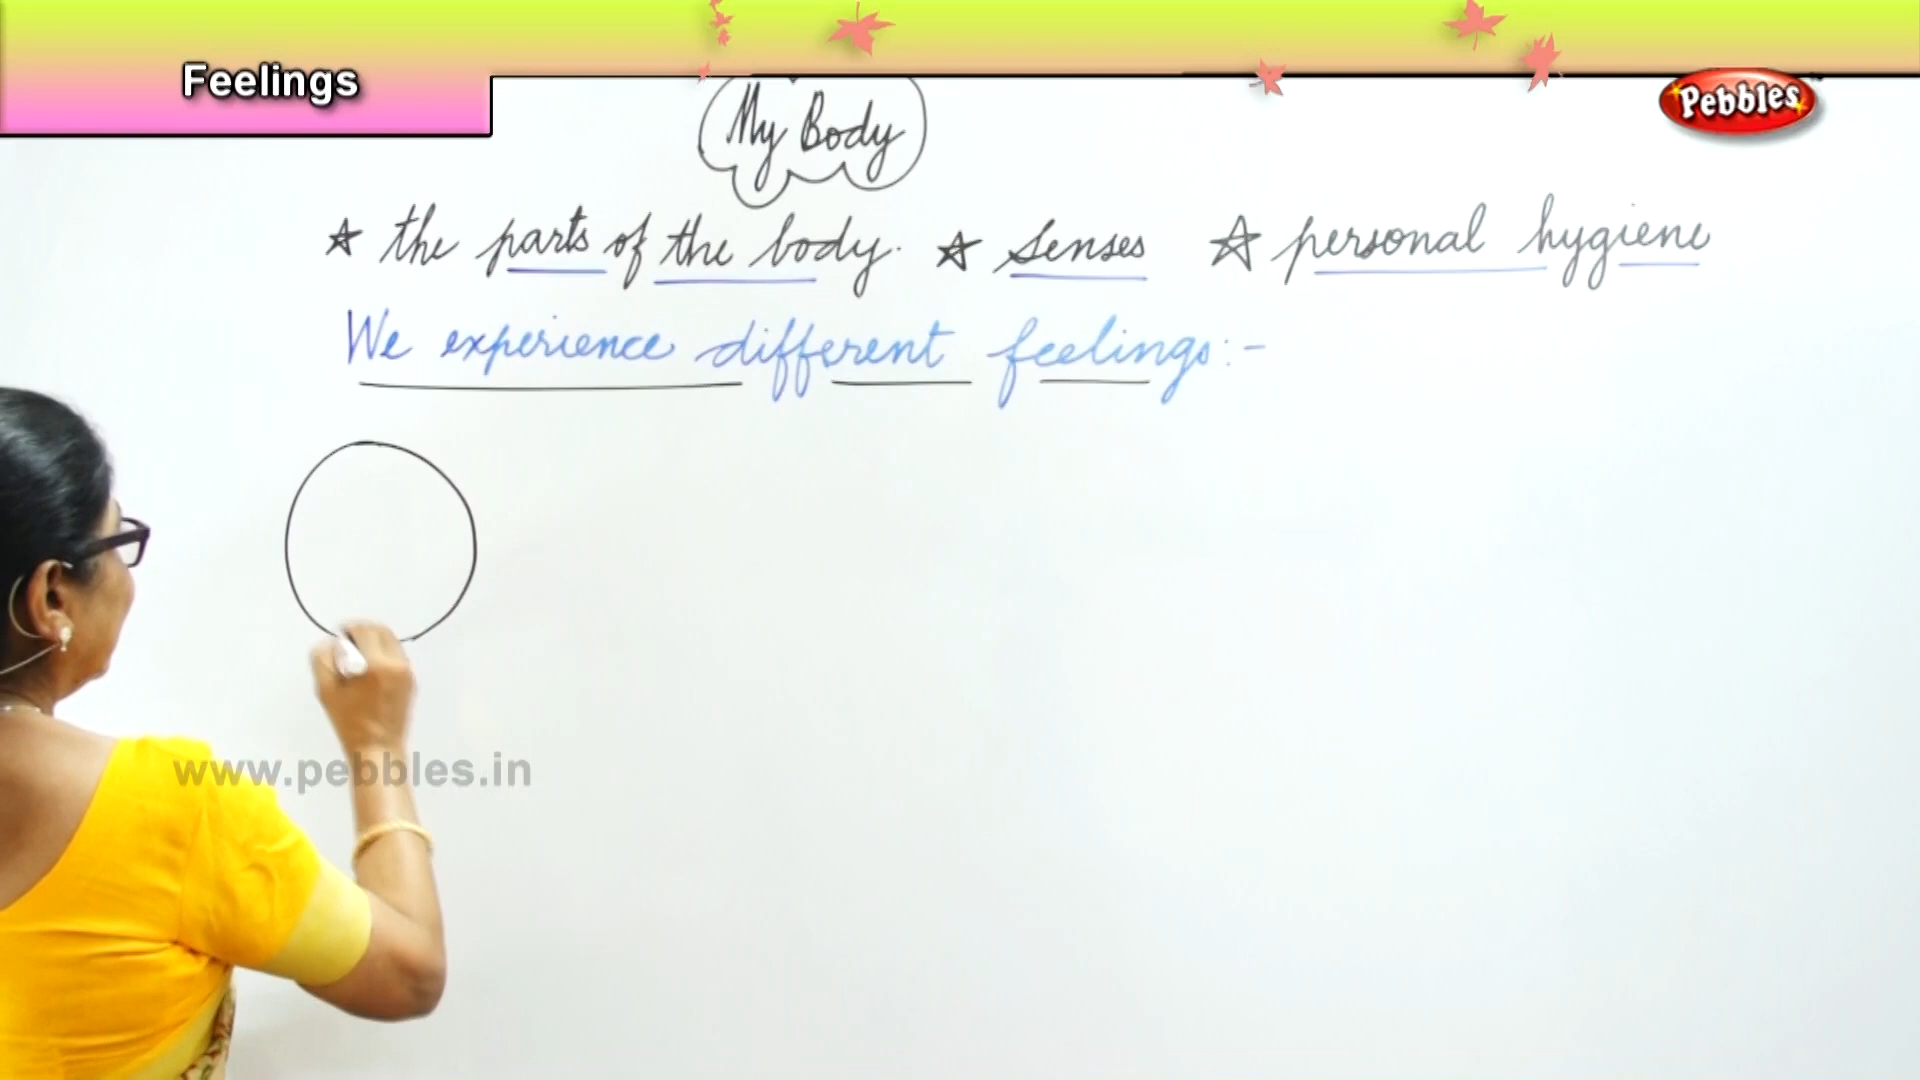 Feelings
Pebbles
My Body
☆ the parts of the body. ☆ senses ☆ personal hygiene
We experience different feelings:-
www.pebbles.in